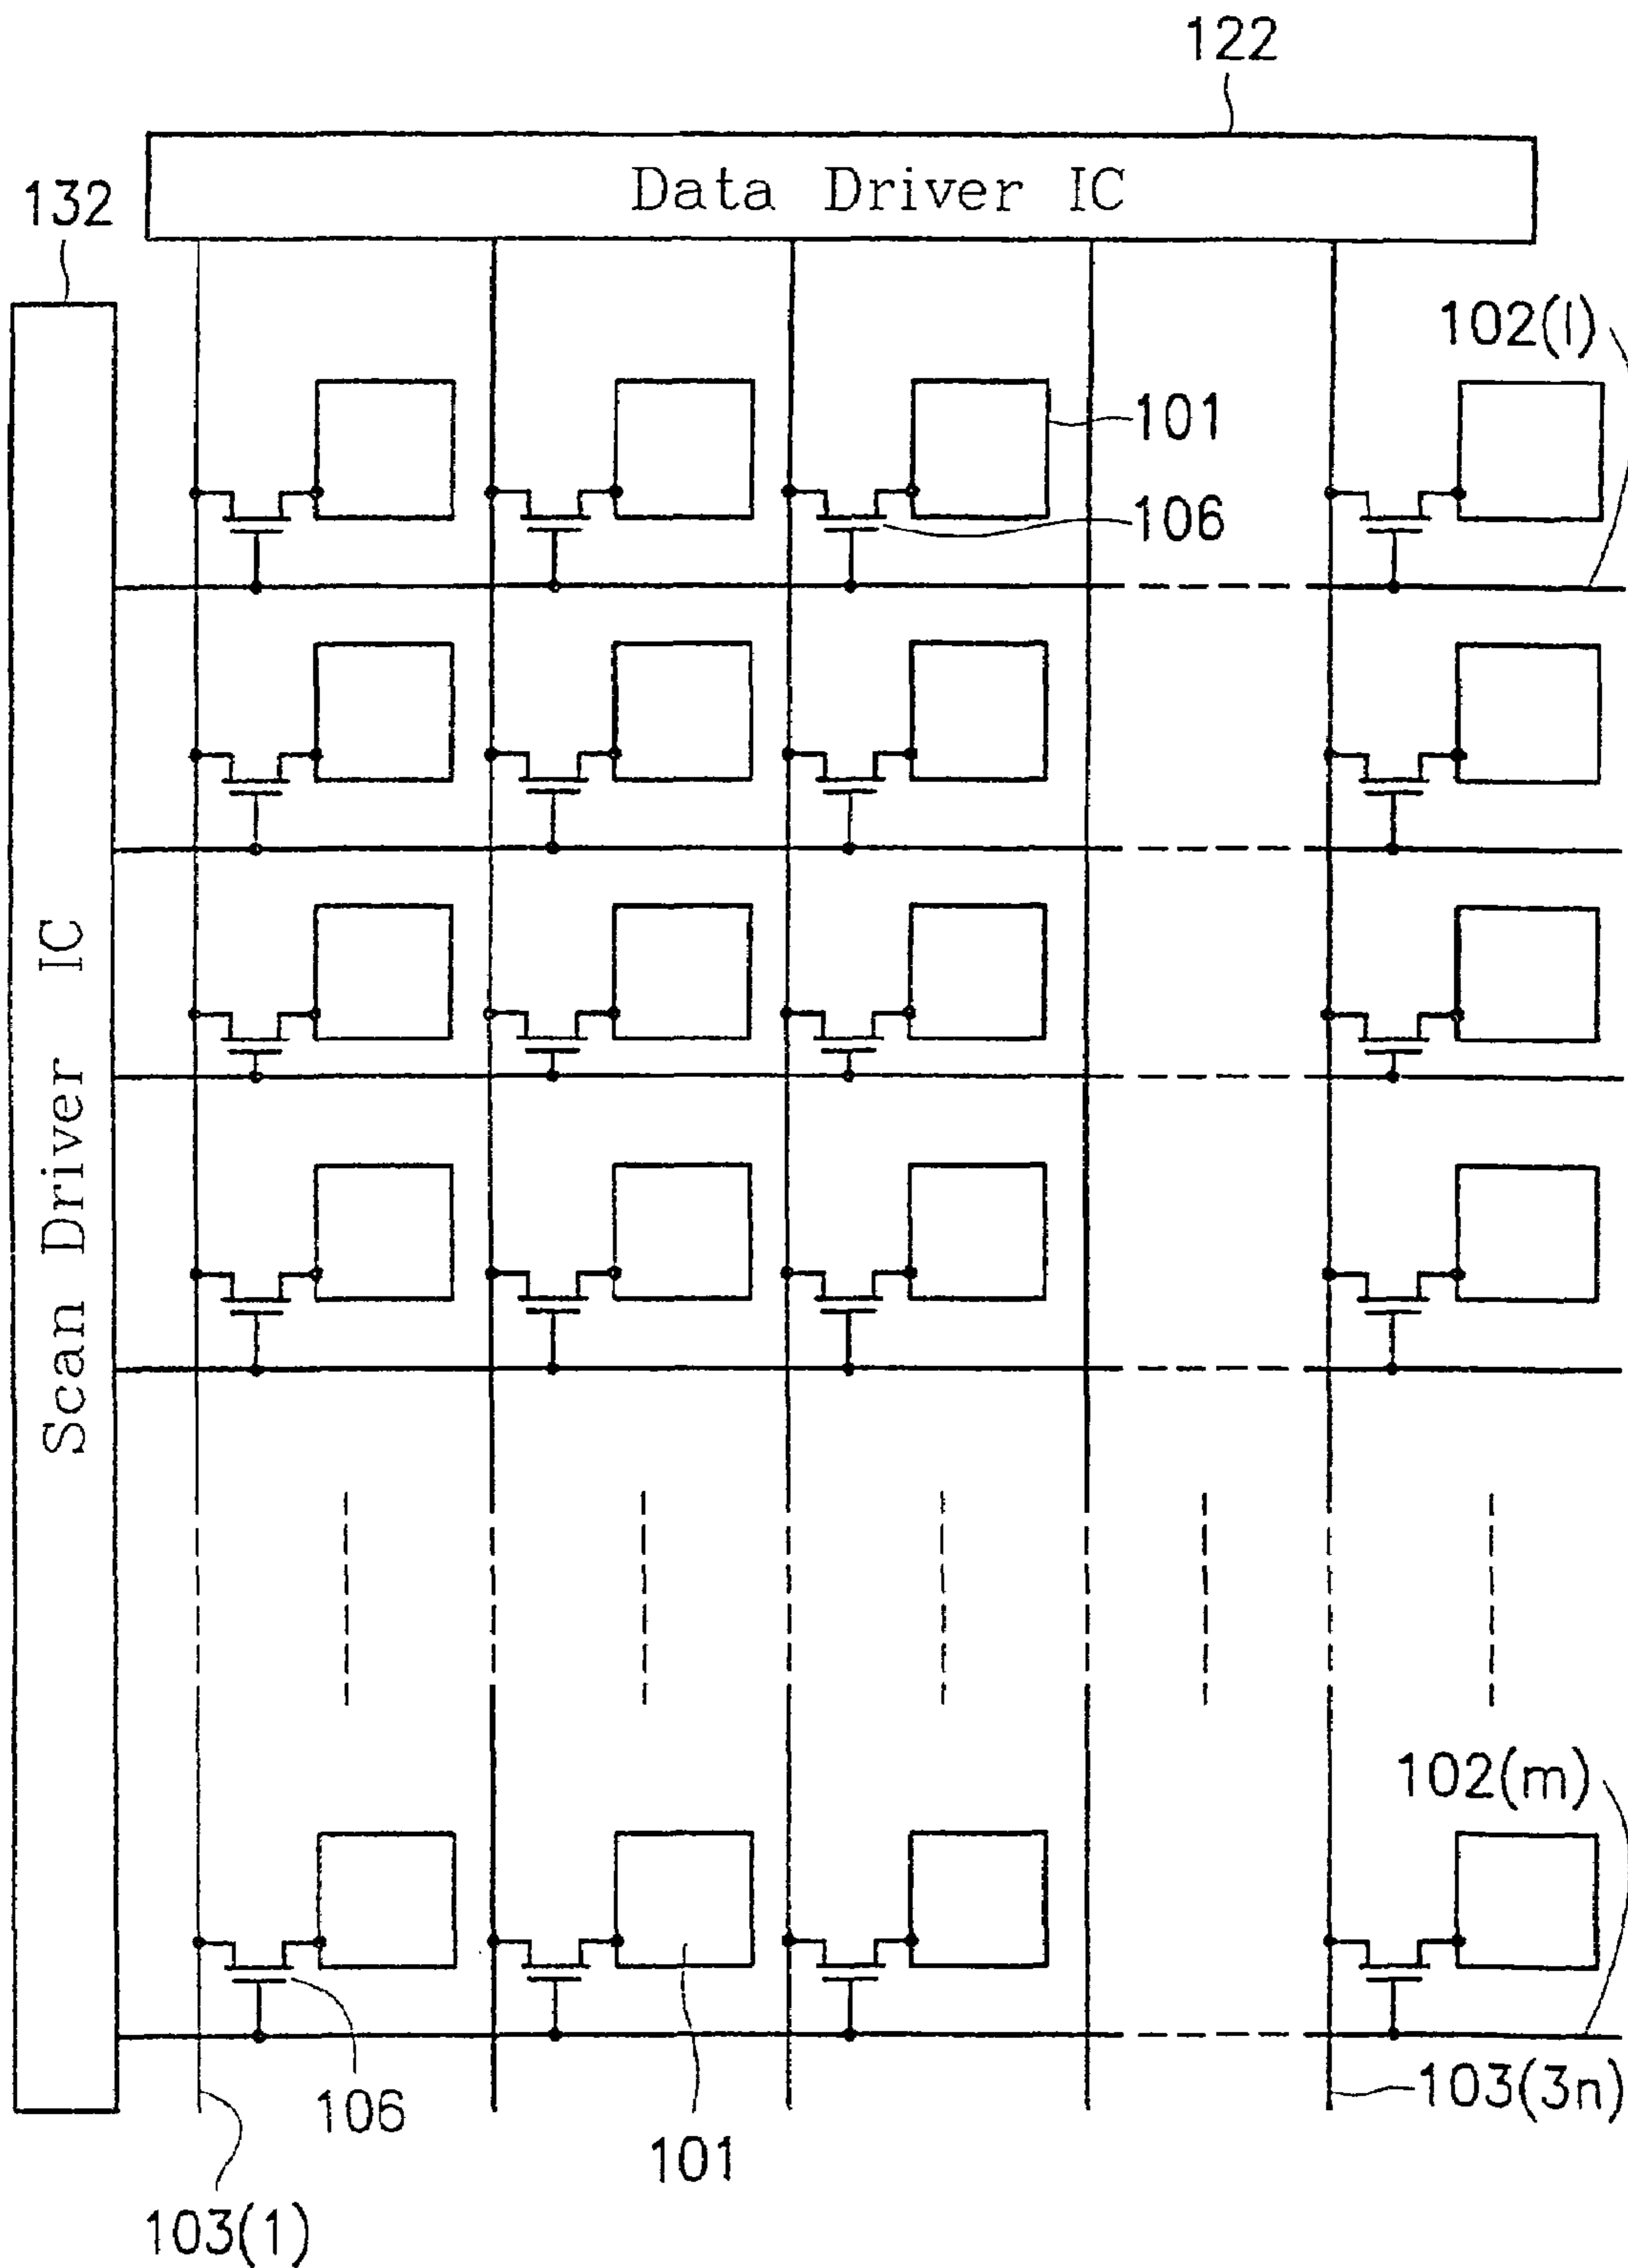 122
Data Driver IC
132
102(l)
101
106
Scan Driver IC
102(m)
103(3n)
106
101
103(1)